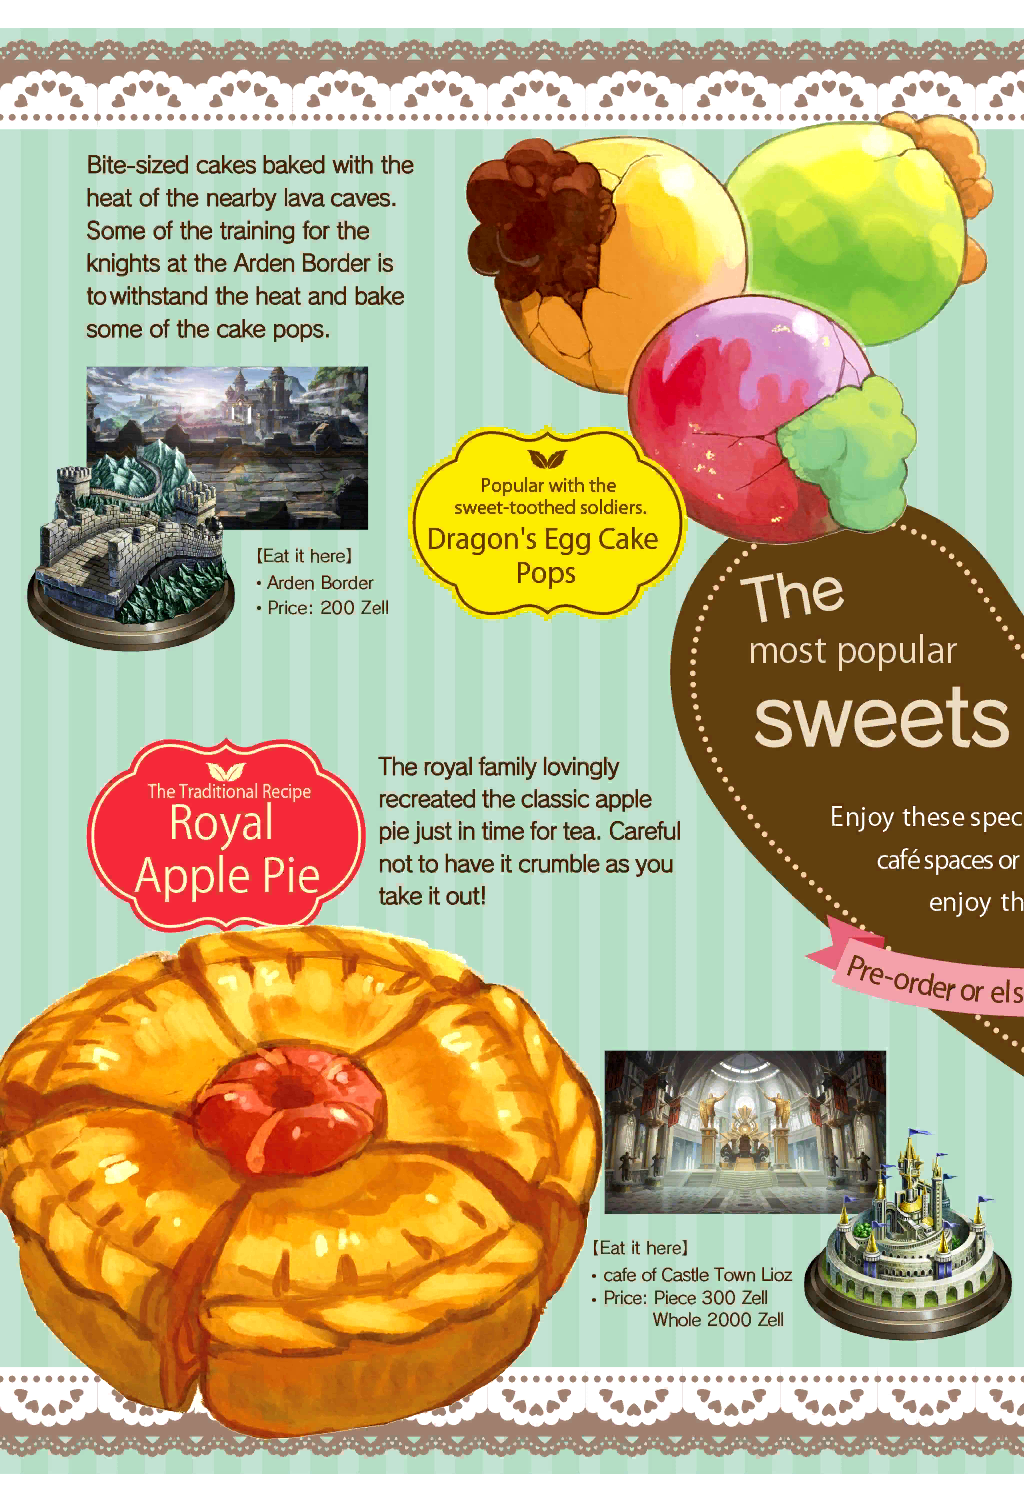 Bite-sized cakes baked with the
heat of the nearby lava caves.
Some of the training for the
knights at the Arden Border is
to withstand the heat and bake
some of the cake pops.
【Eat it here】
・Arden Border
・Price: 200 Zell
Popular with the
sweet-toothed soldiers.
Dragon's Egg Cake
Pops
The
most popular
sweets
Enjoy these spec
café spaces or
enjoy th
Pre-order or els
The Traditional Recipe
Royal
Apple Pie
The royal family lovingly
recreated the classic apple
pie just in time for tea. Careful
not to have it crumble as you
take it out!
【Eat it here】
・cafe of Castle Town Lioz
・Price: Piece 300 Zell
Whole 2000 Zell